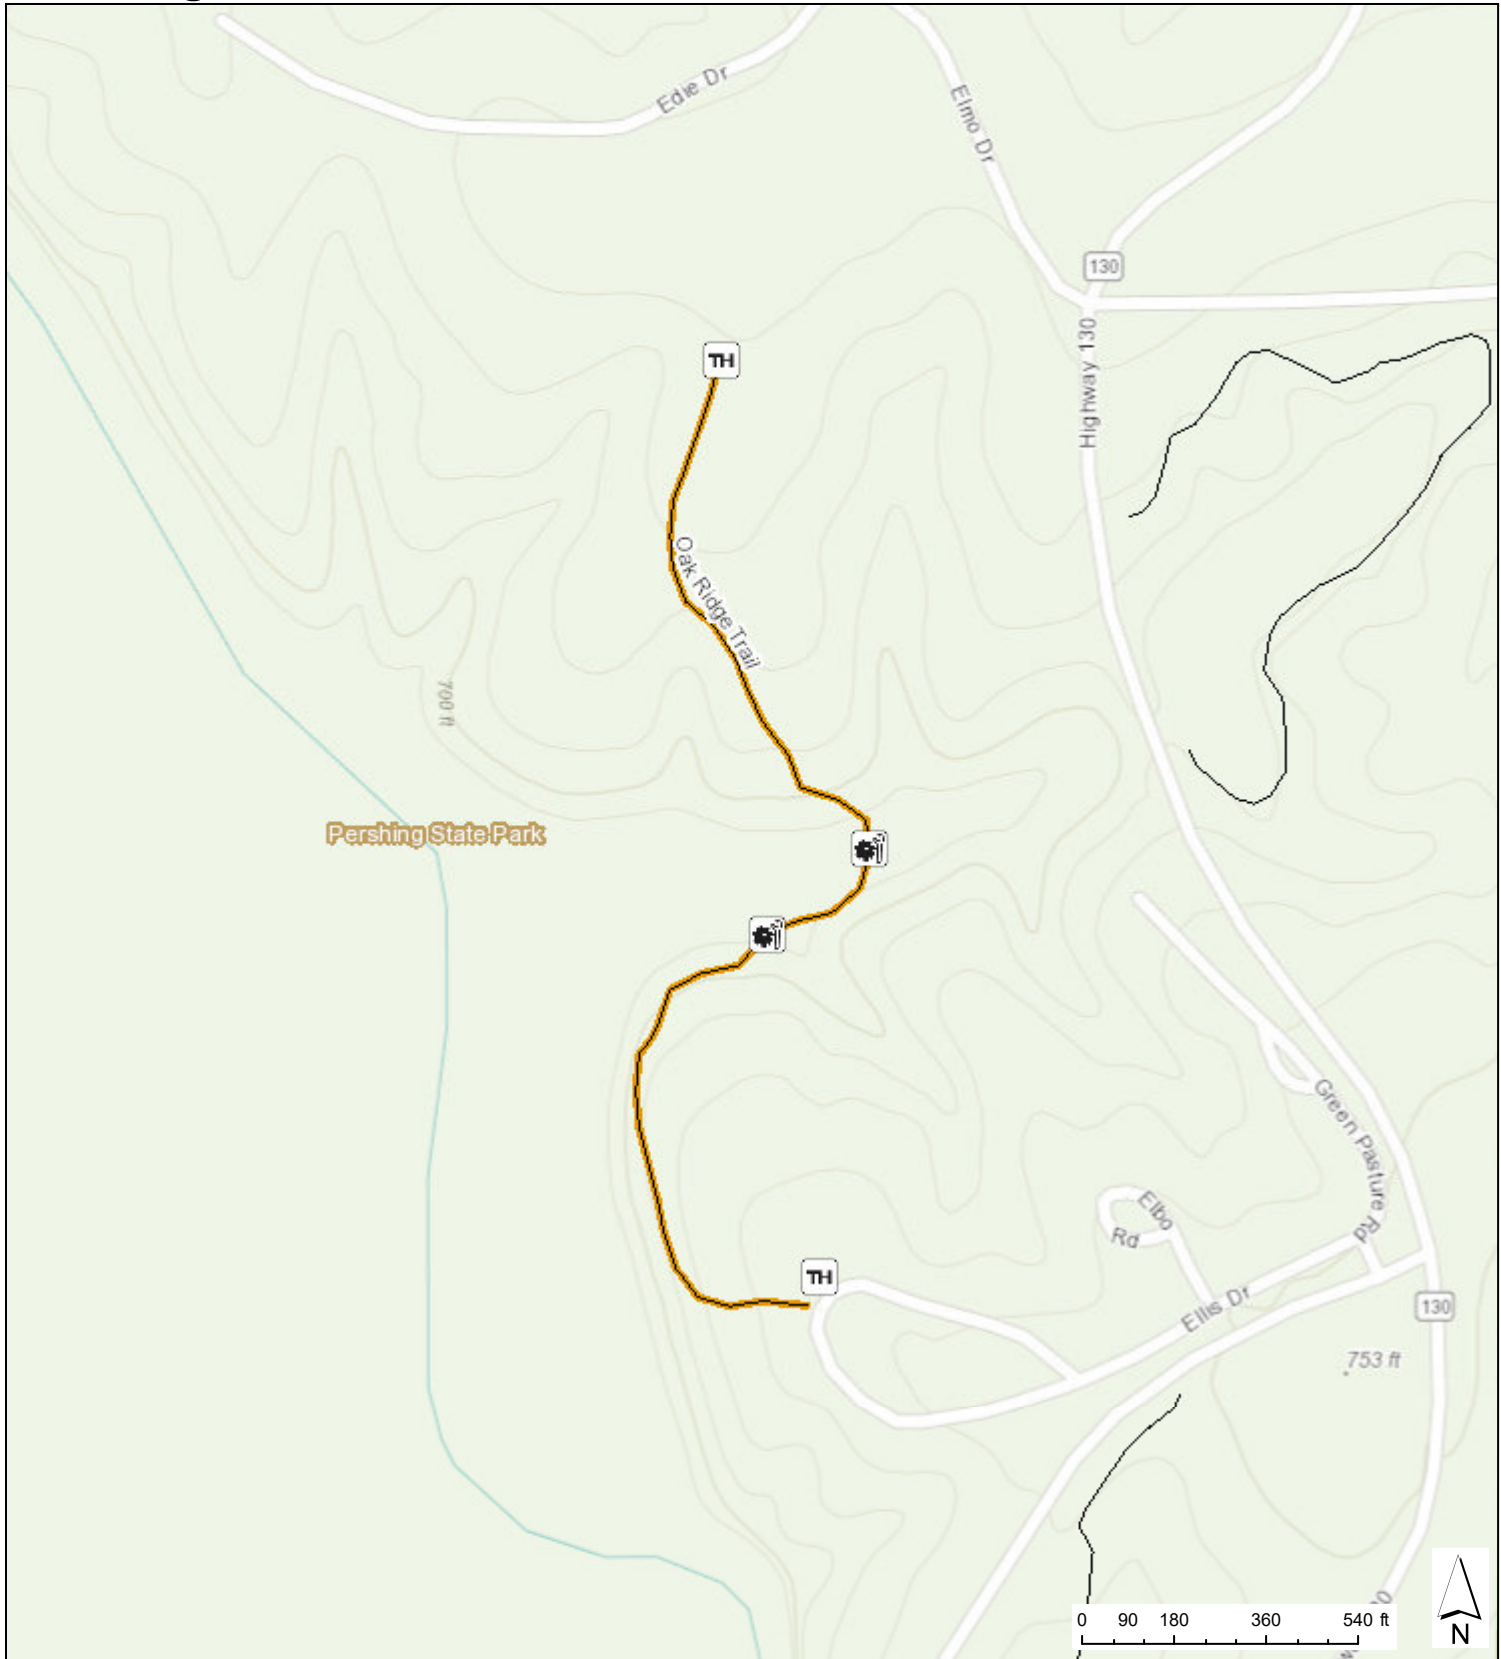 Edie Dr
Elmo Dr
130
Highway 130
TH
Oak Ridge Trail
700 ft
Pershing State Park
Green Pasture Rd
Elbo
Rd
TH
Ellis Dr
130
753 ft
0 90 180 360 540 ft
N